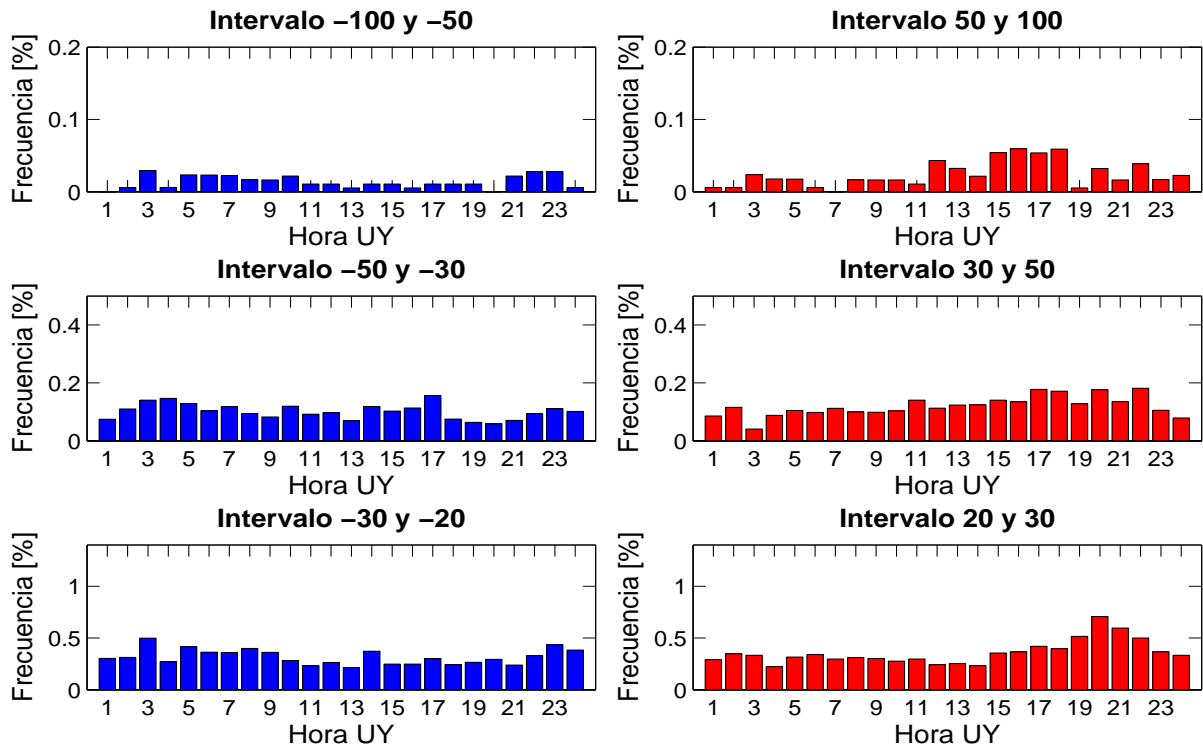 Intervalo −100 y −50
Frecuencia [%]
0.2
0.1
0
1 3 5 7 9 11 13 15 17 19 21 23
Hora UY
Intervalo 50 y 100
Frecuencia [%]
0.2
0.1
0
1 3 5 7 9 11 13 15 17 19 21 23
Hora UY
Intervalo −50 y −30
Frecuencia [%]
0.4
0.2
0
1 3 5 7 9 11 13 15 17 19 21 23
Hora UY
Intervalo 30 y 50
Frecuencia [%]
0.4
0.2
0
1 3 5 7 9 11 13 15 17 19 21 23
Hora UY
Intervalo −30 y −20
Frecuencia [%]
1
0.5
0
1 3 5 7 9 11 13 15 17 19 21 23
Hora UY
Intervalo 20 y 30
Frecuencia [%]
1
0.5
0
1 3 5 7 9 11 13 15 17 19 21 23
Hora UY